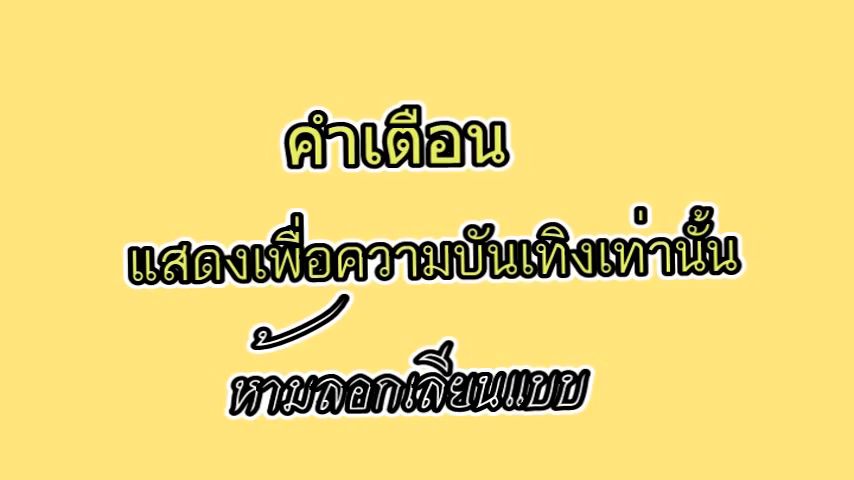 คำเตือน
แสดงเพื่อความบันเทิงเท่านั้น
ห้ามลอกเลียนแบบ